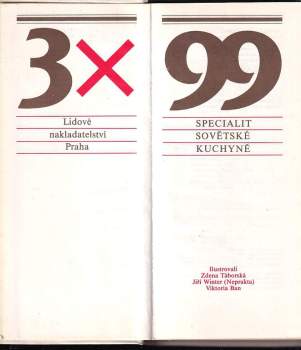 3×
Lidové
nakladatelství
Praha
99
SPECIALIT
SOVĚTSKÉ
KUCHYNĚ
Ilustrovali
Zdena Táborská
Jiří Winter (Neprakta)
Viktoria Ban